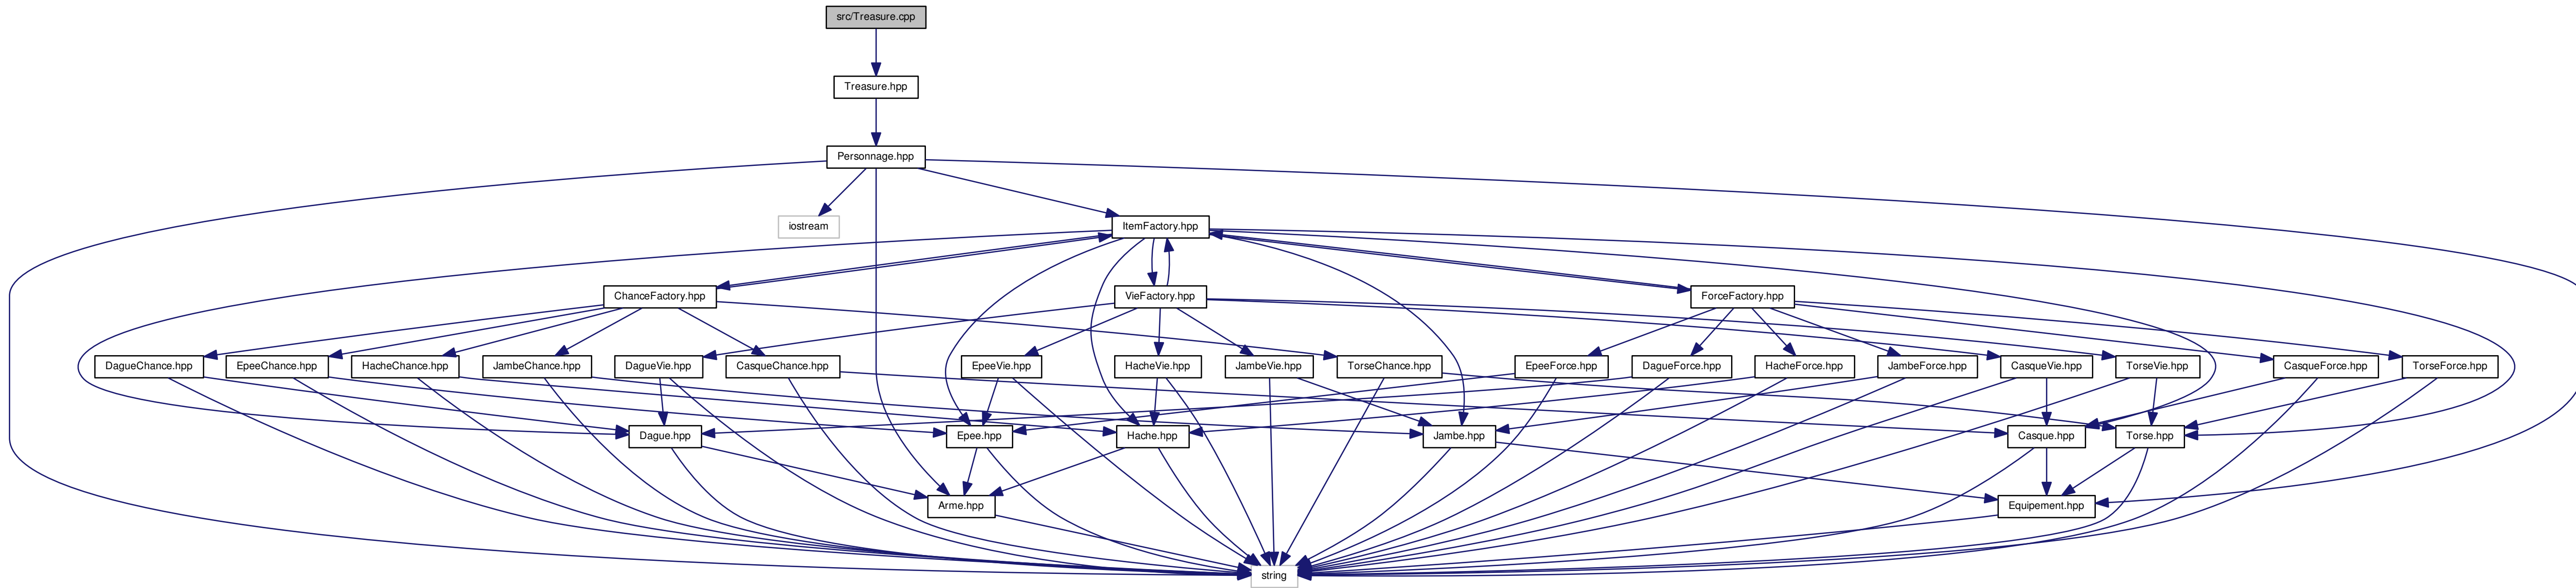 src/Treasure.cpp
Treasure.hpp
Personnage.hpp
iostream
ItemFactory.hpp
ChanceFactory.hpp
VieFactory.hpp
ForceFactory.hpp
DagueChance.hpp
EpeeChance.hpp
HacheChance.hpp
JambeChance.hpp
DagueVie.hpp
CasqueChance.hpp
EpeeVie.hpp
HacheVie.hpp
JambeVie.hpp
TorseChance.hpp
EpeeForce.hpp
DagueForce.hpp
HacheForce.hpp
JambeForce.hpp
CasqueVie.hpp
TorseVie.hpp
CasqueForce.hpp
TorseForce.hpp
Dague.hpp
Epee.hpp
Hache.hpp
Jambe.hpp
Casque.hpp
Torse.hpp
Arme.hpp
Equipement.hpp
string